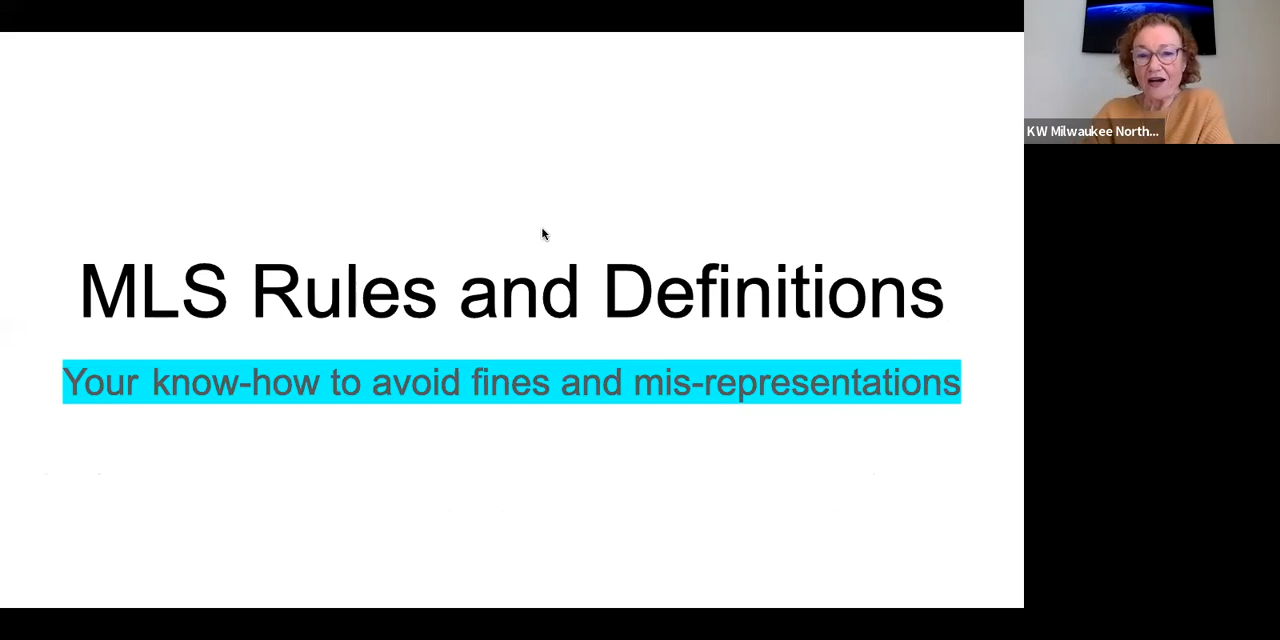 MLS Rules and Definitions
Your know-how to avoid fines and mis-representations
KW Milwaukee North...